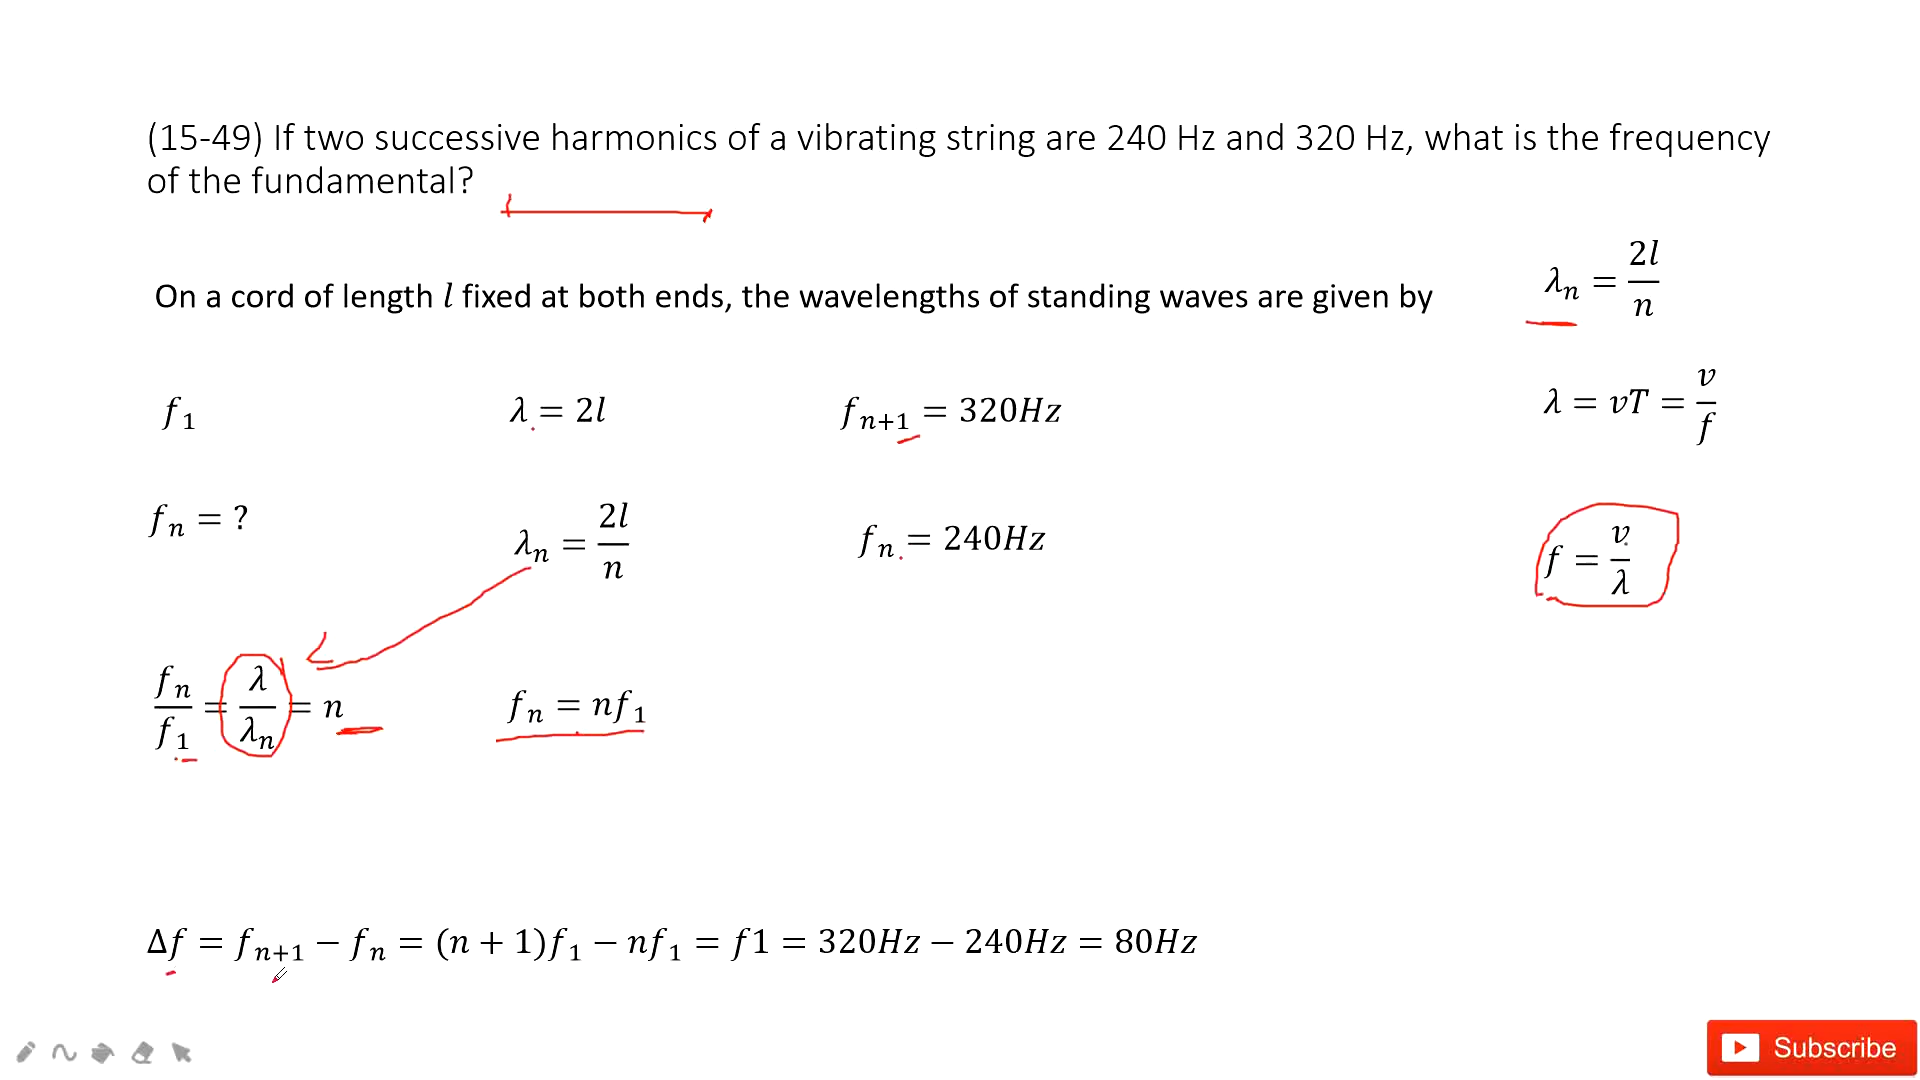 (15-49) If two successive harmonics of a vibrating string are 240 Hz and 320 Hz, what is the frequency
of the fundamental?
On a cord of length l fixed at both ends, the wavelengths of standing waves are given by λₙ = 2l/n
f₁ λ = 2l fₙ₊₁ = 320Hz λ = vT = v/f
fₙ = ? λₙ = 2l/n fₙ = 240Hz f = v/λ
fₙ/f₁ = λ/λₙ = n fₙ = nf₁
Δf = fₙ₊₁ − fₙ = (n + 1)f₁ − nf₁ = f1 = 320Hz − 240Hz = 80Hz
Subscribe